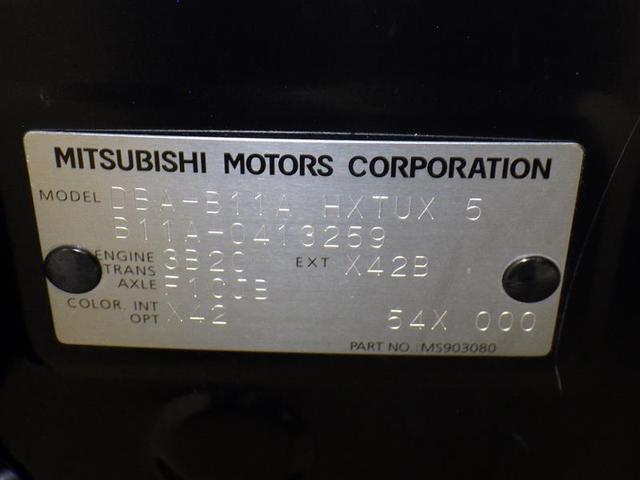 MITSUBISHI MOTORS CORPORATION
MODEL DBA-B11A HXTUX 5
B11A-0413259
ENGINE 3B20 EXT X42B
TRANS
AXLE F1CJB
COLOR. INT X42 54X 000
OPT
PART NO.: MS903080